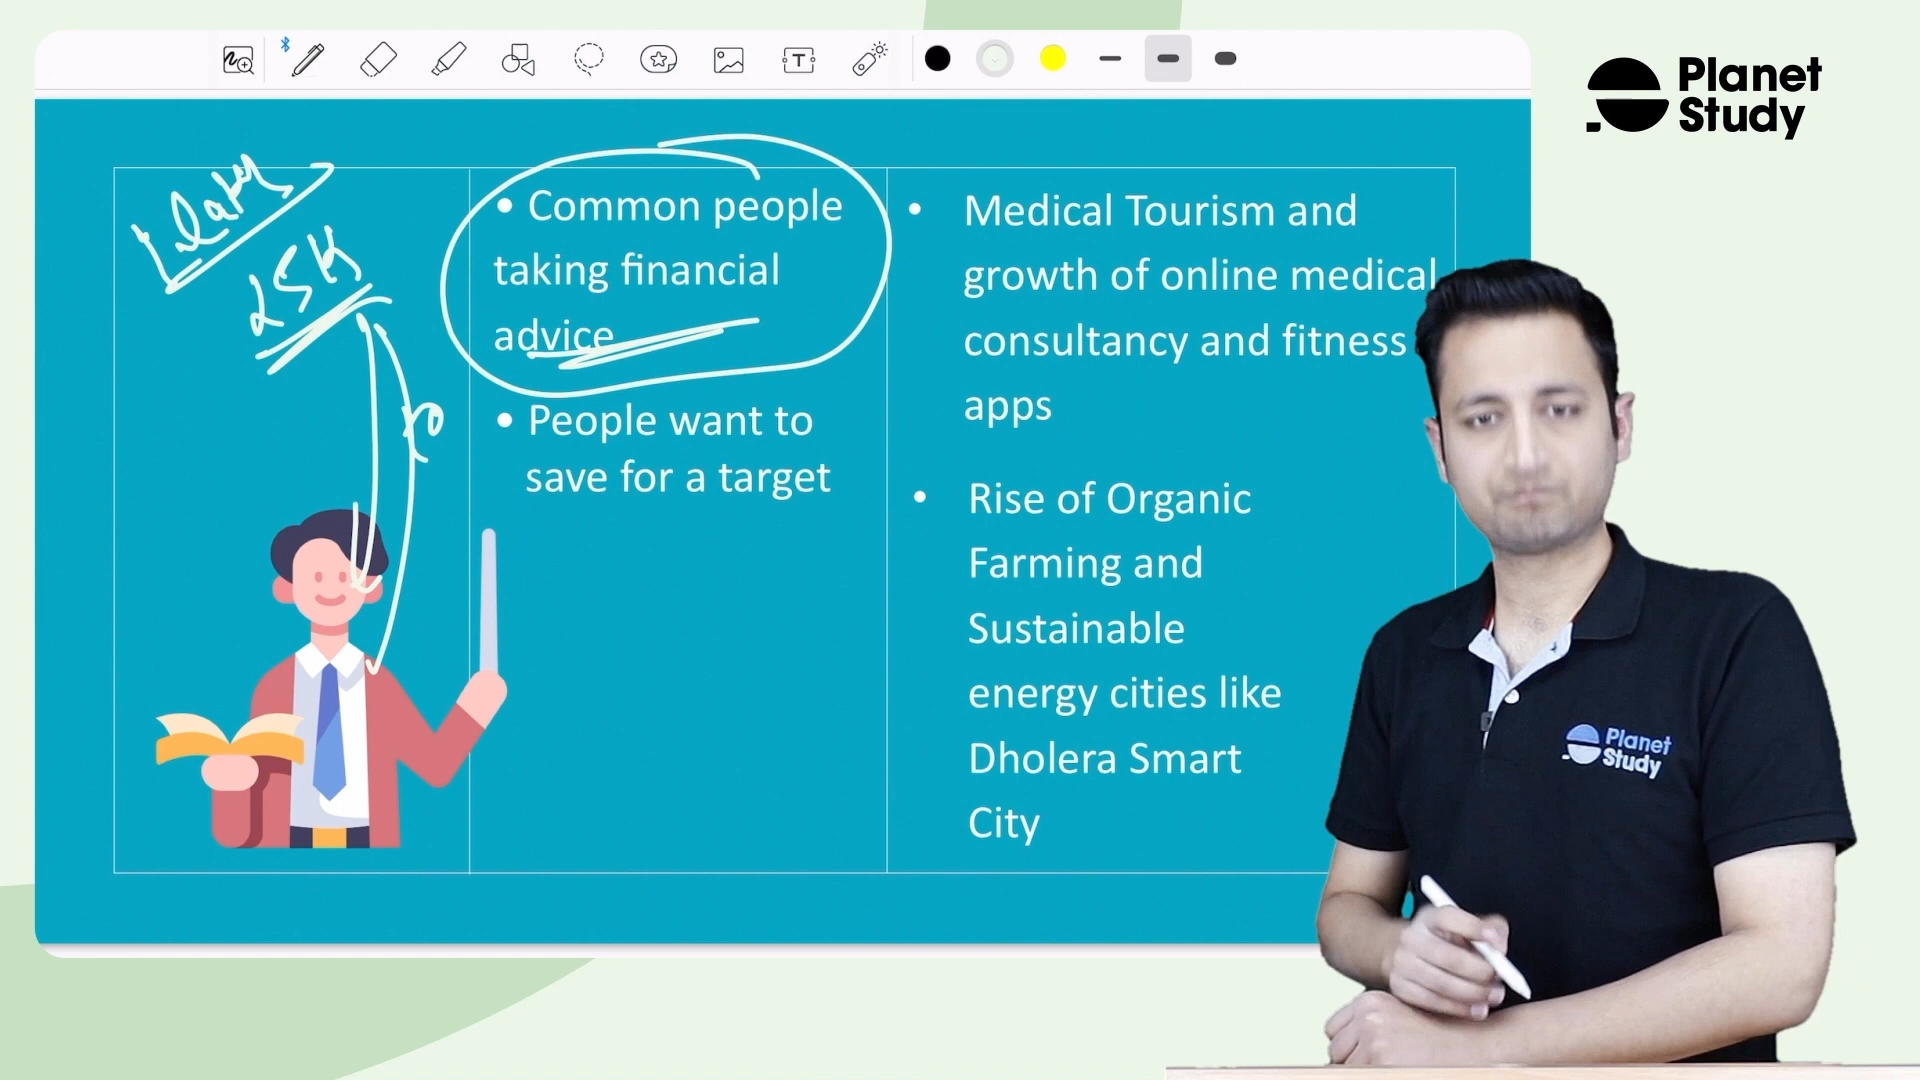 Planet
Study
25K
• Common people
taking financial
advice
• People want to
save for a target
• Medical Tourism and
growth of online medical
consultancy and fitness
apps
• Rise of Organic
Farming and
Sustainable
energy cities like
Dholera Smart
City
Planet
Study